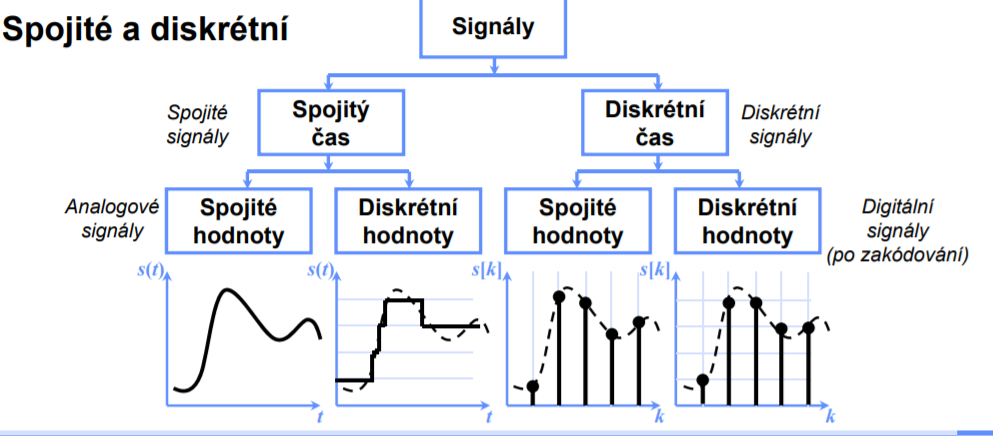 Spojité a diskrétní
Signály
Spojité
signály
Spojitý
čas
Diskrétní
čas
Diskrétní
signály
Analogové
signály
Spojité
hodnoty
Diskrétní
hodnoty
Spojité
hodnoty
Diskrétní
hodnoty
Digitální
signály
(po zakódování)
s(t)
t
s(t)
t
s[k]
k
s[k]
k